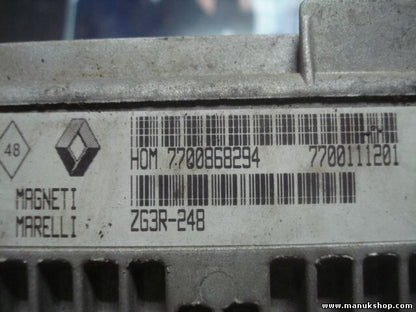 48
HOM 7700868294 7700111201
MAGNETI
MARELLI
ZG3R-248
www.manukshop.com